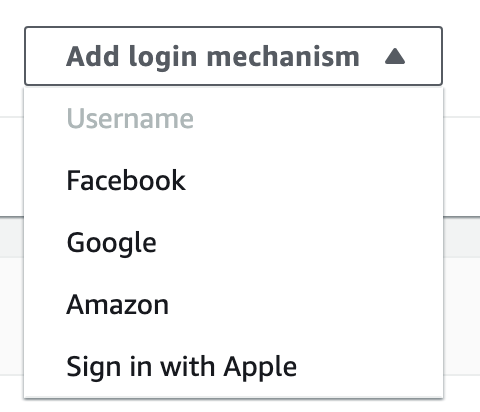 Add login mechanism
Username
Facebook
Google
Amazon
Sign in with Apple